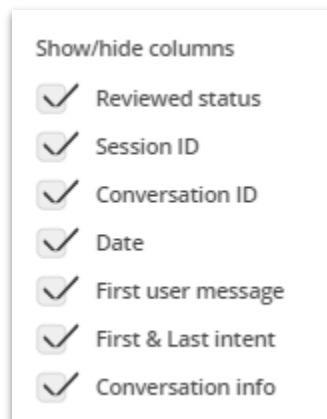 Show/hide columns
Reviewed status
Session ID
Conversation ID
Date
First user message
First & Last intent
Conversation info